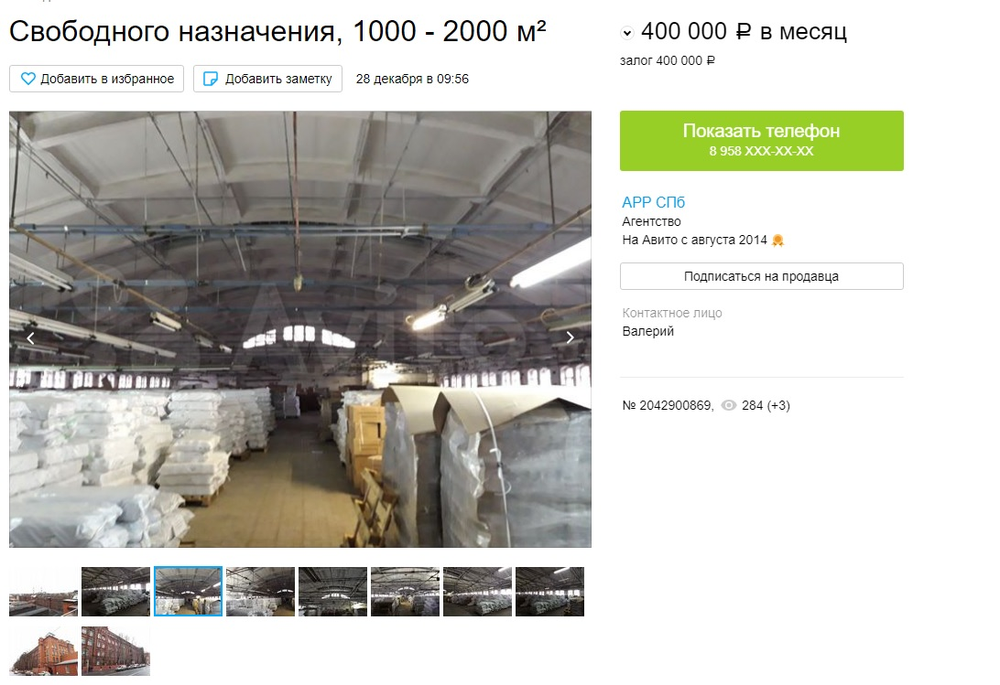 Свободного назначения, 1000 - 2000 м²
400 000 ₽ в месяц
залог 400 000 ₽
Добавить в избранное
Добавить заметку
28 декабря в 09:56
Показать телефон
8 958 XXX-XX-XX
АРР СПб
Агентство
На Авито с августа 2014
Подписаться на продавца
Контактное лицо
Валерий
№ 2042900869, 284 (+3)
Avito